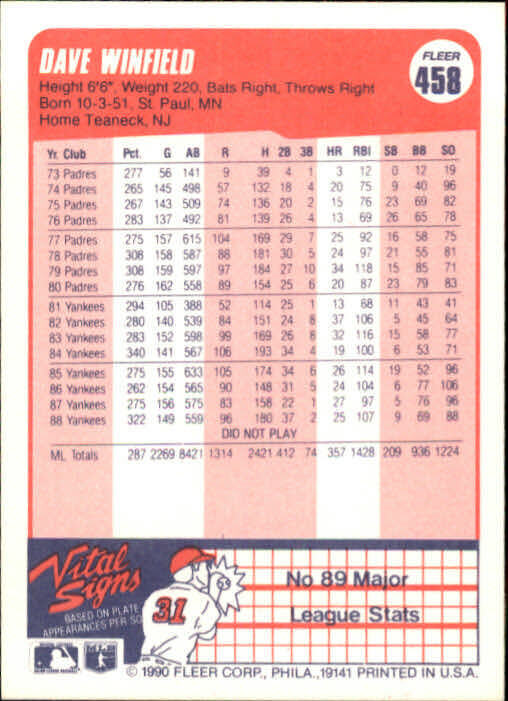 DAVE WINFIELD
FLEER
458
Height 6'6", Weight 220, Bats Right, Throws Right
Born 10-3-51, St. Paul, MN
Home Teaneck, NJ
Yr. Club Pct. G AB R H 2B 3B HR RBI SB BB SO
73 Padres 277 56 141 9 39 4 1 3 12 0 12 19
74 Padres 265 145 498 57 132 18 4 20 75 9 40 96
75 Padres 267 143 509 74 136 20 2 15 76 23 69 82
76 Padres 283 137 492 81 139 26 4 13 69 26 65 78
77 Padres 275 157 615 104 169 29 7 25 92 16 58 75
78 Padres 308 158 587 88 181 30 5 24 97 21 55 81
79 Padres 308 159 597 97 184 27 10 34 118 15 85 71
80 Padres 276 162 558 89 154 25 6 20 87 23 79 83
81 Yankees 294 105 388 52 114 25 1 13 68 11 43 41
82 Yankees 280 140 539 84 151 24 8 37 106 5 45 64
83 Yankees 283 152 598 99 169 26 8 32 116 15 58 77
84 Yankees 340 141 567 106 193 34 4 19 100 6 53 71
85 Yankees 275 155 633 105 174 34 6 26 114 19 52 96
86 Yankees 262 154 565 90 148 31 5 24 104 6 77 106
87 Yankees 275 156 575 83 158 22 1 27 97 5 76 96
88 Yankees 322 149 559 96 180 37 2 25 107 9 69 88
DID NOT PLAY
ML Totals 287 2269 8421 1314 2421 412 74 357 1428 209 936 1224
Vital
Signs
BASED ON PLATE
APPEARANCES PER SO
31
No 89 Major
League Stats
© 1990 FLEER CORP., PHILA., 19141 PRINTED IN U.S.A.